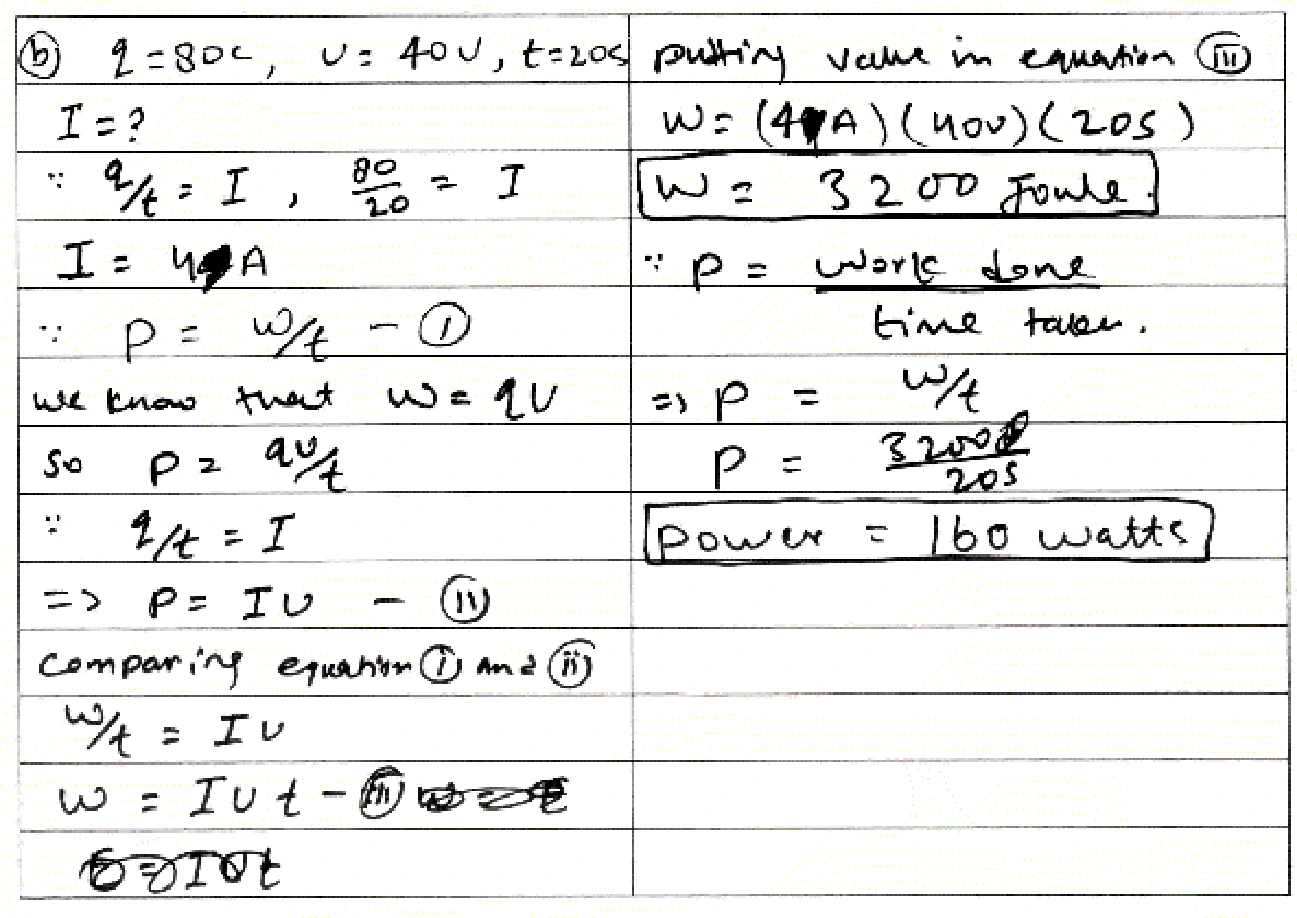 ⓑ q = 80c, v = 40v, t = 20s
I = ?
∵ q/t = I , 80/20 = I
I = 4 A
∵ P = w/t - ⓘ
we know that w = qv
so P = qv/t
∵ q/t = I
=> P = Iv - ⓘⓘ
comparing equation ⓘ and ⓘⓘ
w/t = Iv
w = Ivt - ⓘⓘⓘ
putting value in equation ⓘⓘⓘ
w = (4 A) (40v) (20s)
w = 3200 Joule.
∵ P = work done
time taken.
=> P = w/t
P = 3200/20s
Power = 160 watts